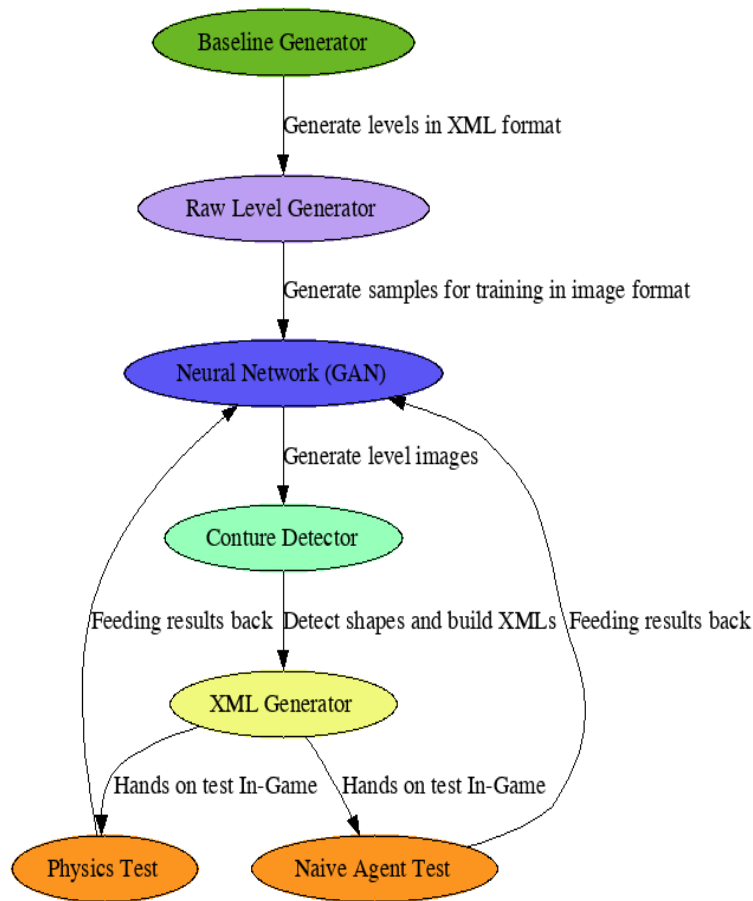 Baseline Generator
Generate levels in XML format
Raw Level Generator
Generate samples for training in image format
Neural Network (GAN)
Generate level images
Conture Detector
Feeding results back
Detect shapes and build XMLs
Feeding results back
XML Generator
Hands on test In-Game
Hands on test In-Game
Physics Test
Naive Agent Test